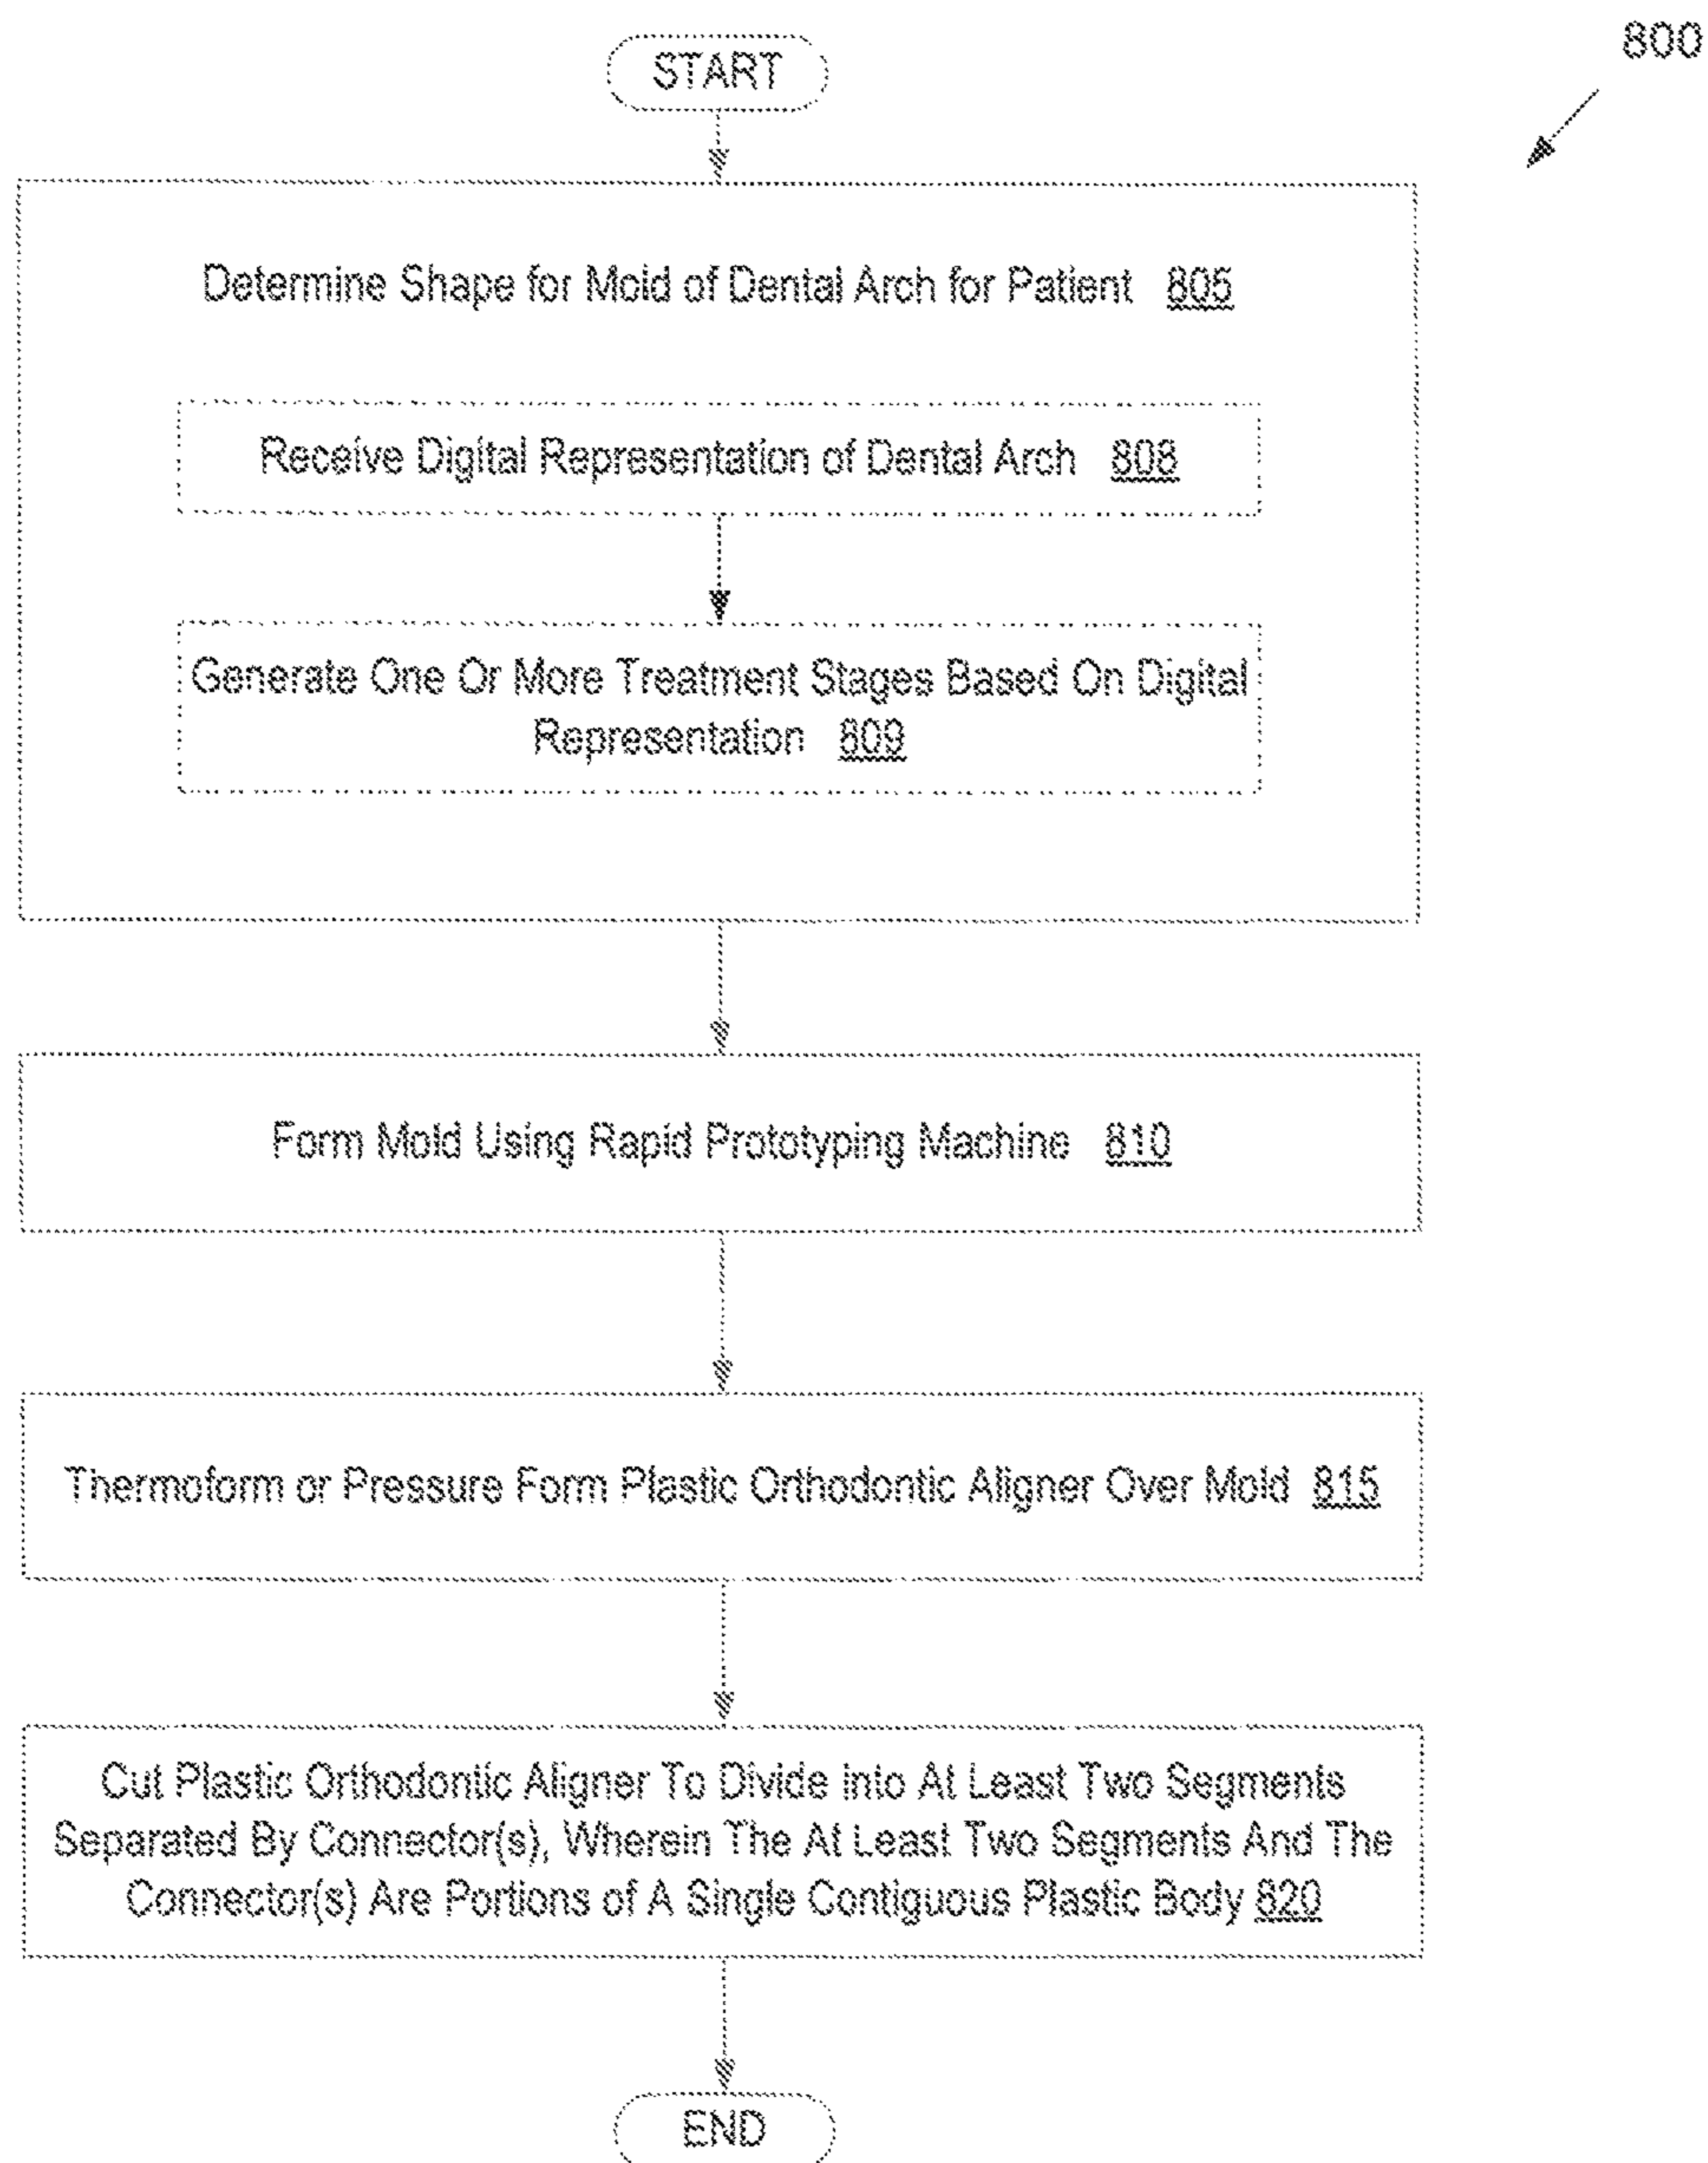 800
START
Determine Shape for Mold of Dental Arch for Patient 805
Receive Digital Representation of Dental Arch 808
Generate One Or More Treatment Stages Based On Digital
Representation 809
Form Mold Using Rapid Prototyping Machine 810
Thermoform or Pressure Form Plastic Orthodontic Aligner Over Mold 815
Cut Plastic Orthodontic Aligner To Divide into At Least Two Segments
Separated By Connector(s), Wherein The At Least Two Segments And The
Connector(s) Are Portions of A Single Contiguous Plastic Body 820
END